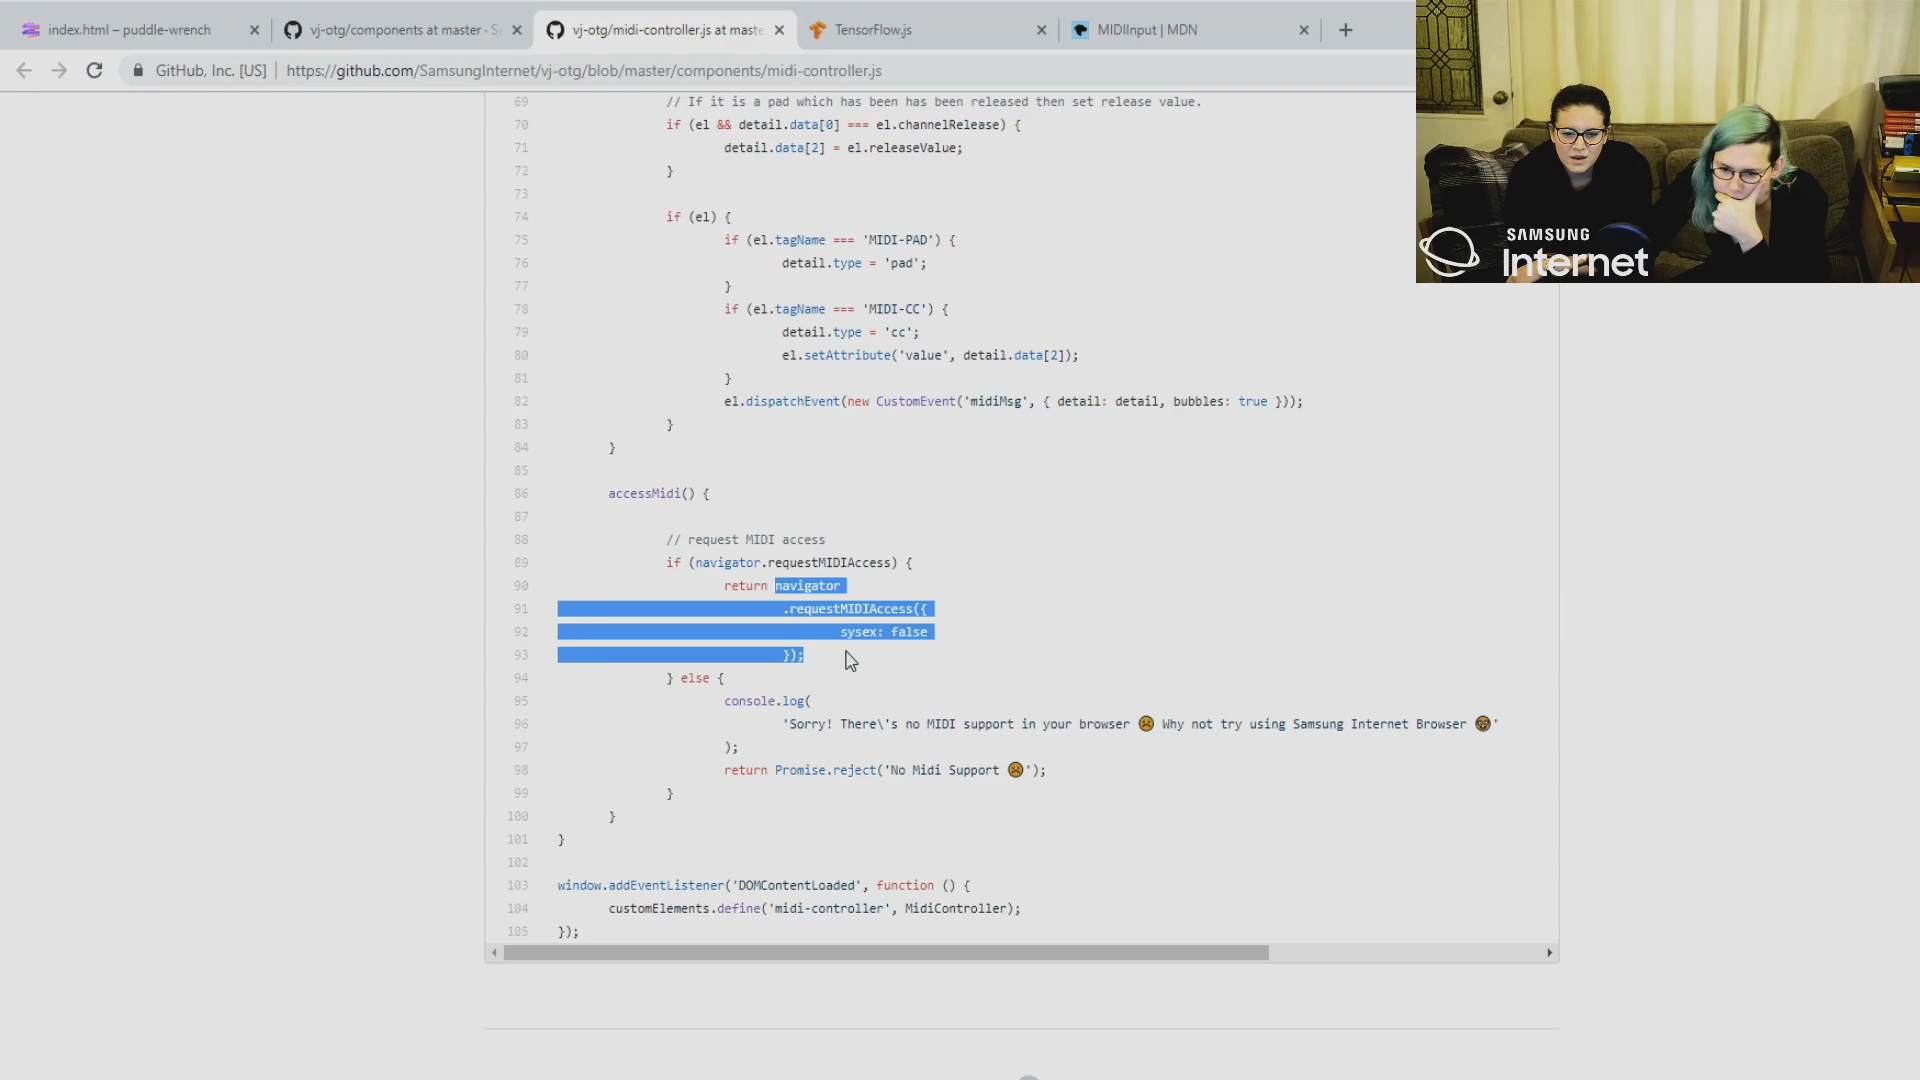 index.html – puddle-wrench
vj-otg/components at master · S
vj-otg/midi-controller.js at maste
TensorFlow.js
MIDIInput | MDN
GitHub, Inc. [US] | https://github.com/SamsungInternet/vj-otg/blob/master/components/midi-controller.js
SAMSUNG
Internet
69 // If it is a pad which has been has been released then set release value.
70 if (el && detail.data[0] === el.channelRelease) {
71 detail.data[2] = el.releaseValue;
72 }
73
74 if (el) {
75 if (el.tagName === 'MIDI-PAD') {
76 detail.type = 'pad';
77 }
78 if (el.tagName === 'MIDI-CC') {
79 detail.type = 'cc';
80 el.setAttribute('value', detail.data[2]);
81 }
82 el.dispatchEvent(new CustomEvent('midiMsg', { detail: detail, bubbles: true }));
83 }
84 }
85
86 accessMidi() {
87
88 // request MIDI access
89 if (navigator.requestMIDIAccess) {
90 return navigator
91 .requestMIDIAccess({
92 sysex: false
93 });
94 } else {
95 console.log(
96 'Sorry! There\'s no MIDI support in your browser ☹ Why not try using Samsung Internet Browser 🤓'
97 );
98 return Promise.reject('No Midi Support ☹');
99 }
100 }
101 }
102
103 window.addEventListener('DOMContentLoaded', function () {
104 customElements.define('midi-controller', MidiController);
105 });